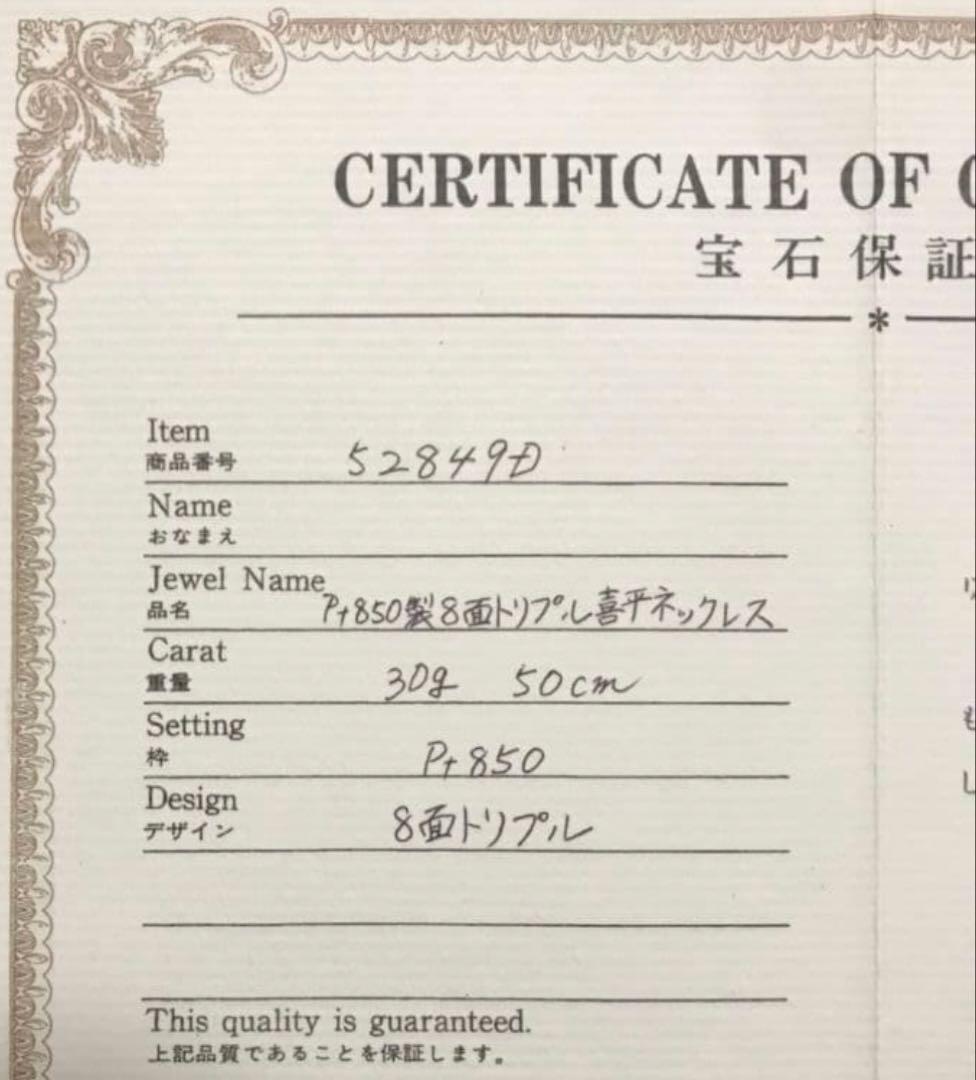 CERTIFICATE OF
宝石保証
*
Item
商品番号 52849D
Name
おなまえ
Jewel Name
品名 Pt850製8面トリプル喜平ネックレス
Carat
重量 30g 50cm
Setting
枠 Pt850
Design
デザイン 8面トリプル
This quality is guaranteed.
上記品質であることを保証します。